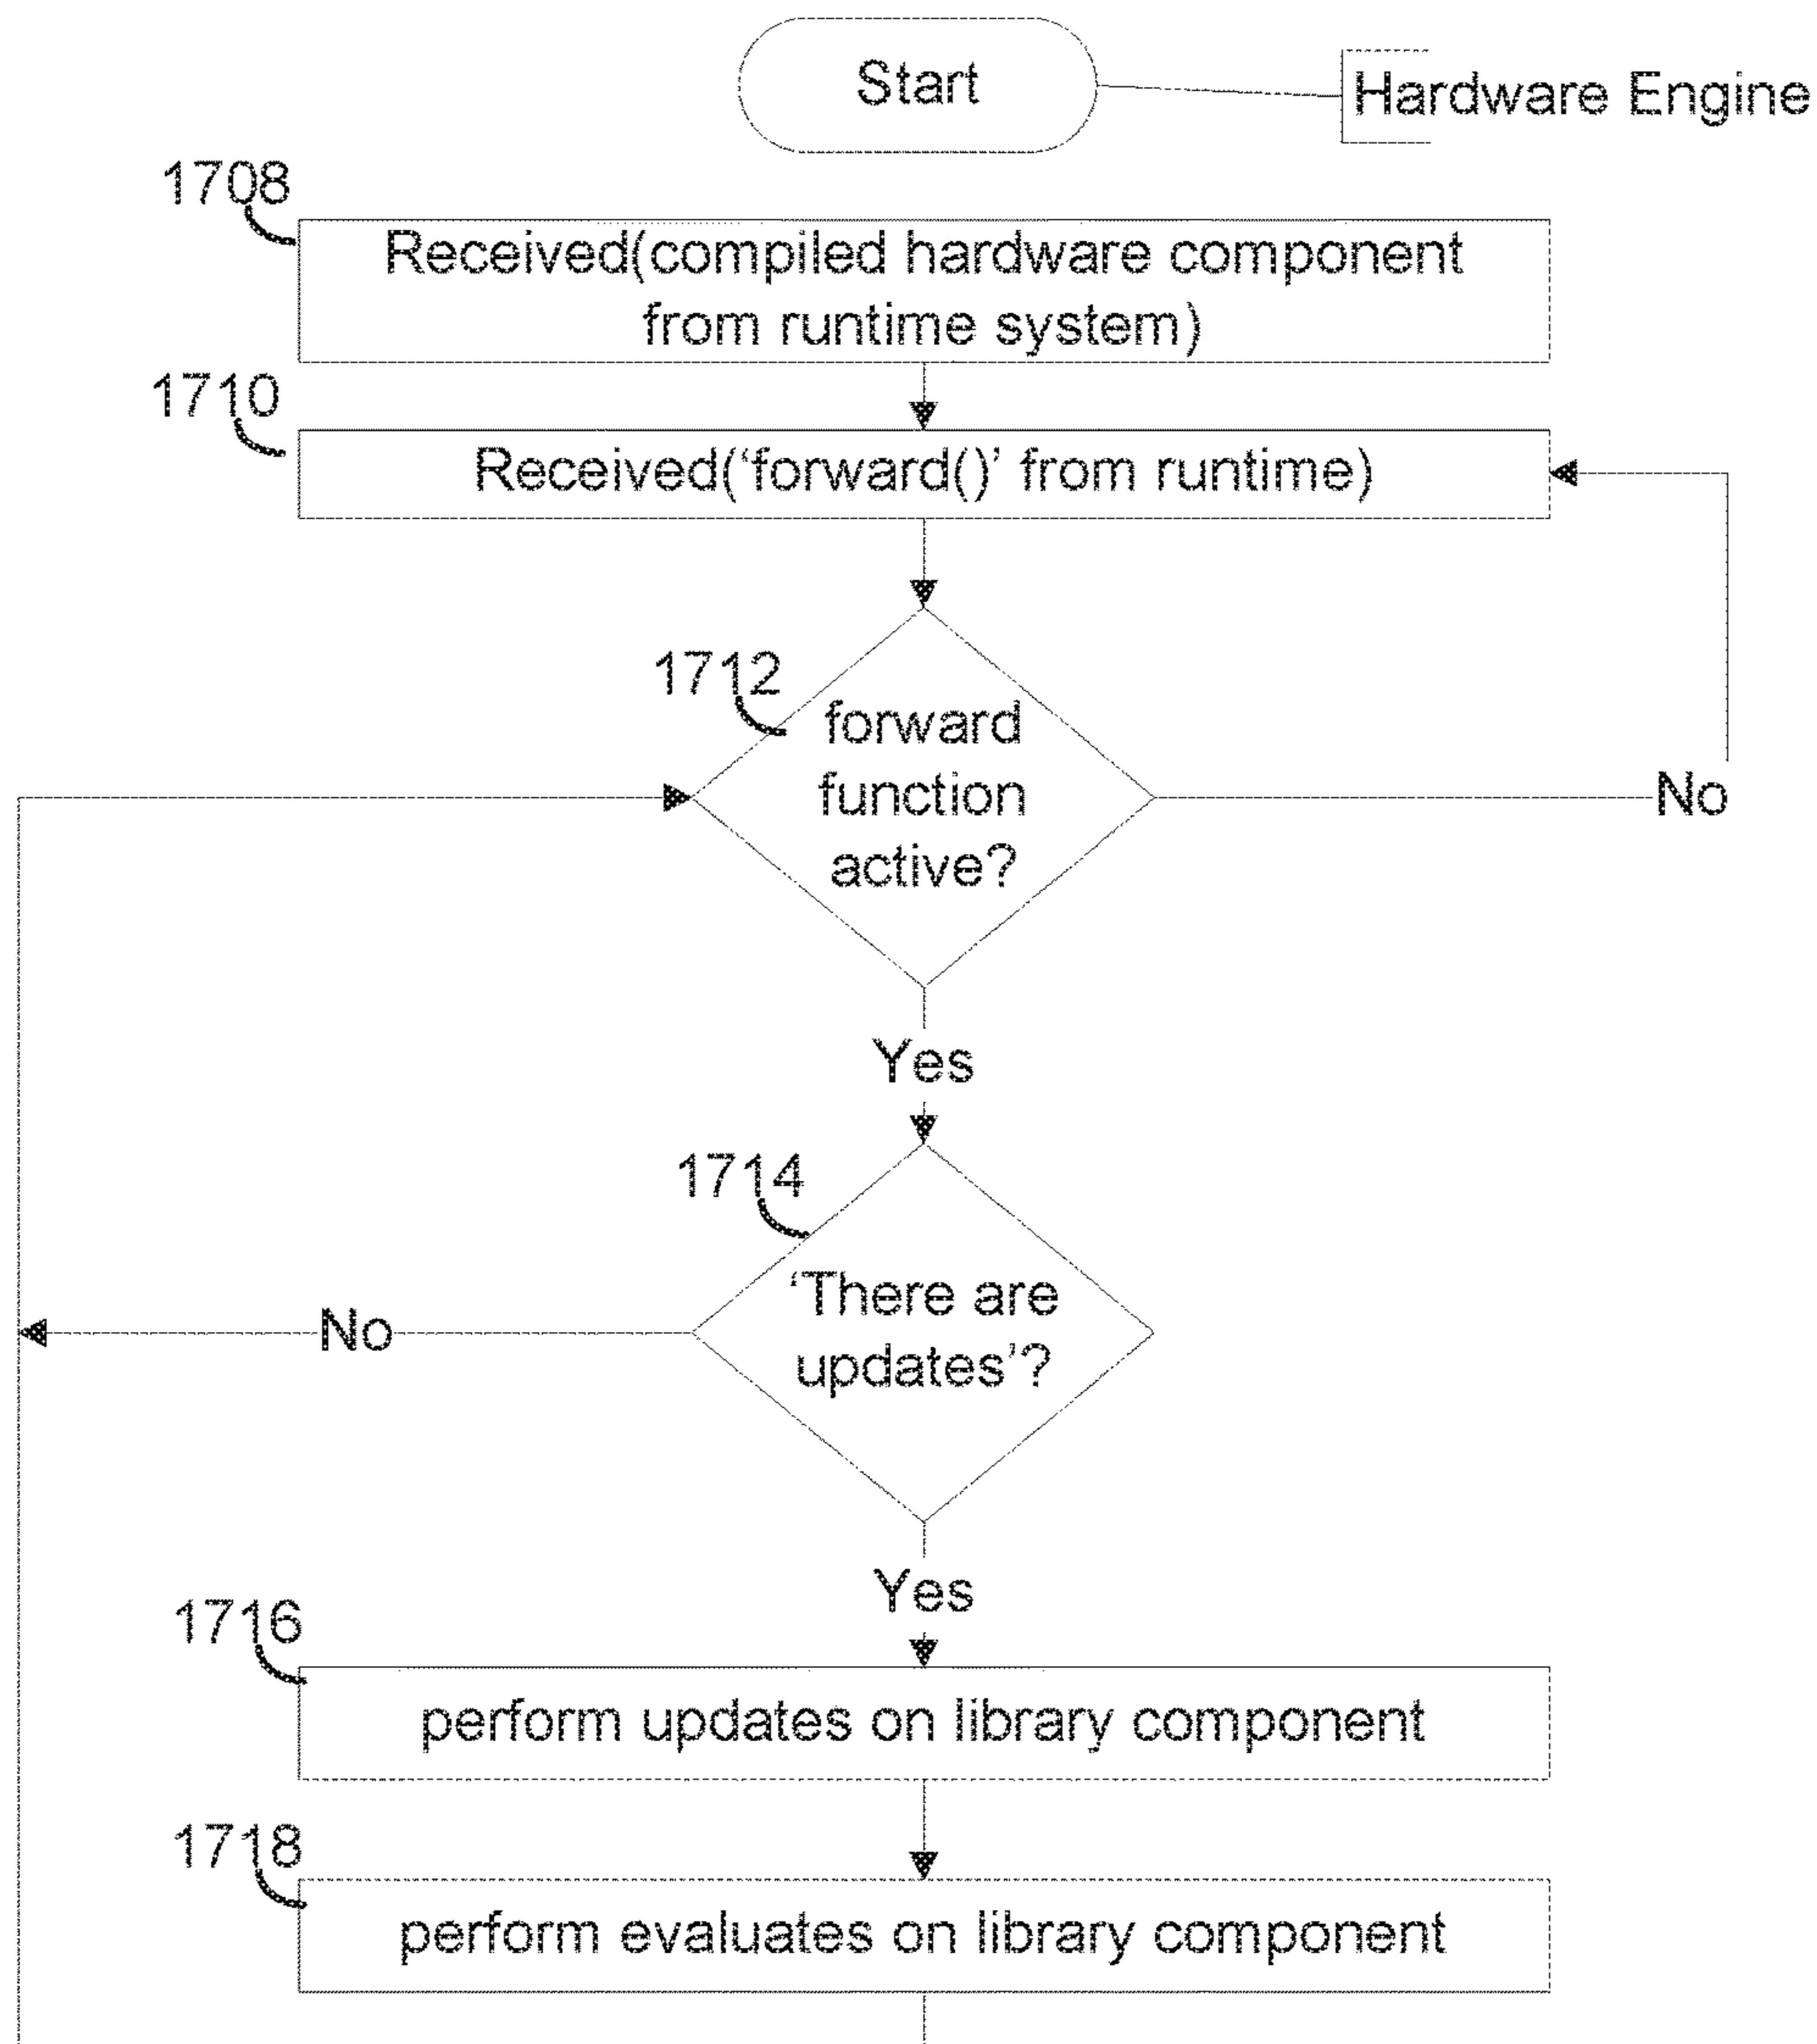 Start
Hardware Engine
1708
Received(compiled hardware component
from runtime system)
1710
Received(‘forward()’ from runtime)
1712
forward
function
active?
No
Yes
1714
‘There are
updates’?
No
Yes
1716
perform updates on library component
1718
perform evaluates on library component